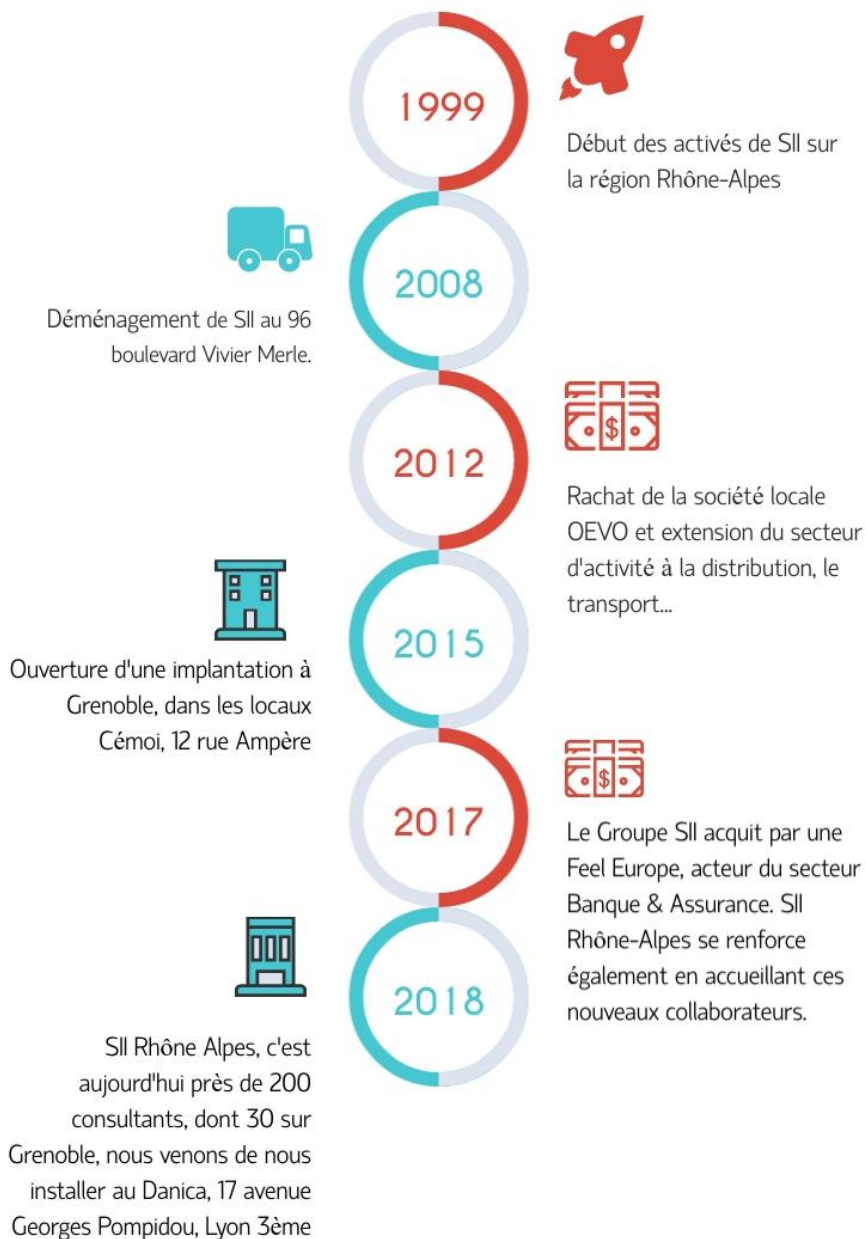 1999
Début des activés de SII sur
la région Rhône-Alpes
2008
Déménagement de SII au 96
boulevard Vivier Merle.
2012
Rachat de la société locale
OEVO et extension du secteur
d'activité à la distribution, le
transport...
2015
Ouverture d'une implantation à
Grenoble, dans les locaux
Cémoi, 12 rue Ampère
2017
Le Groupe SII acquit par une
Feel Europe, acteur du secteur
Banque & Assurance. SII
Rhône-Alpes se renforce
également en accueillant ces
nouveaux collaborateurs.
2018
SII Rhône Alpes, c'est
aujourd'hui près de 200
consultants, dont 30 sur
Grenoble, nous venons de nous
installer au Danica, 17 avenue
Georges Pompidou, Lyon 3ème